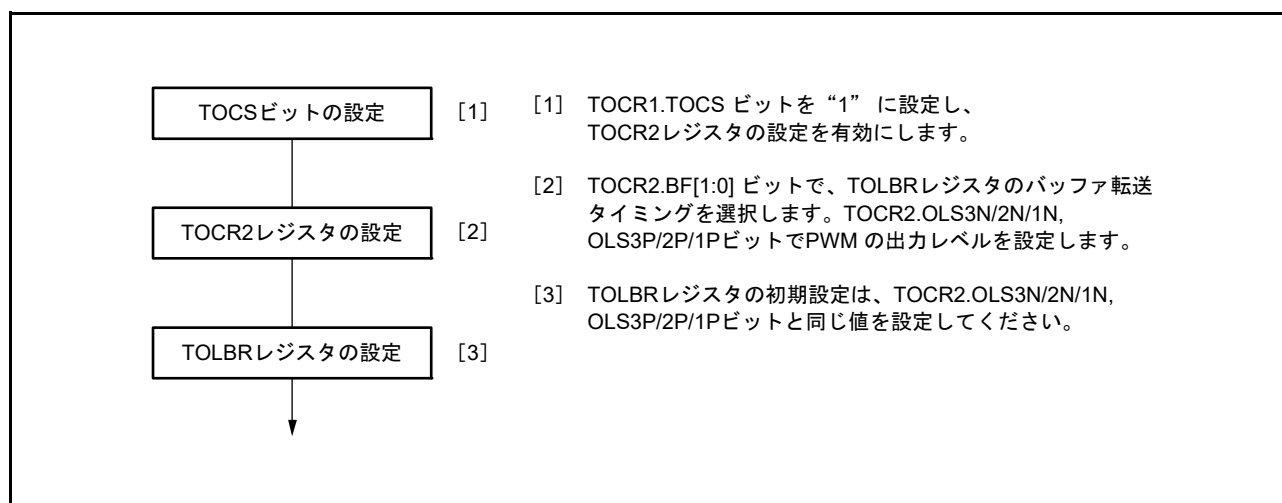 TOCSビットの設定 [1]
TOCR2レジスタの設定 [2]
TOLBRレジスタの設定 [3]
[1] TOCR1.TOCS ビットを“1” に設定し、
TOCR2レジスタの設定を有効にします。
[2] TOCR2.BF[1:0] ビットで、TOLBRレジスタのバッファ転送
タイミングを選択します。TOCR2.OLS3N/2N/1N,
OLS3P/2P/1PビットでPWM の出力レベルを設定します。
[3] TOLBRレジスタの初期設定は、TOCR2.OLS3N/2N/1N,
OLS3P/2P/1Pビットと同じ値を設定してください。